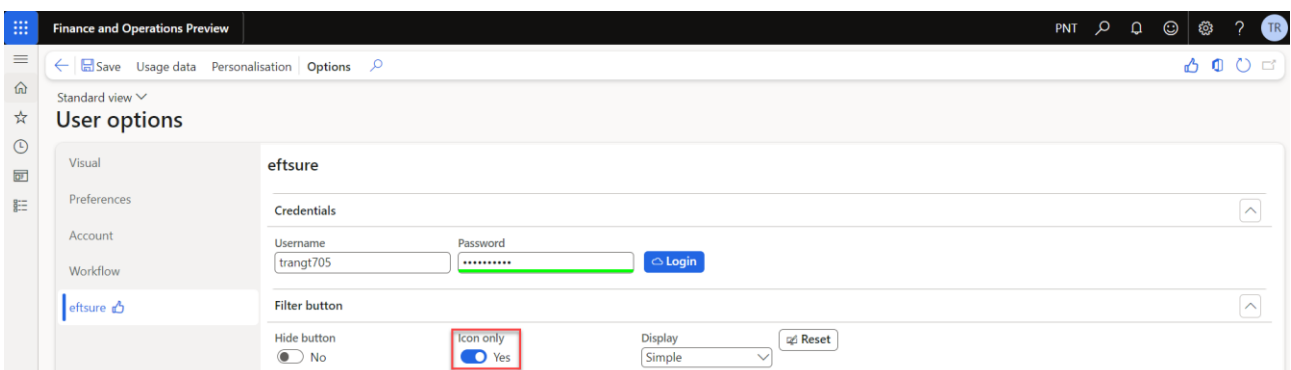 Finance and Operations Preview PNT ? TR
Save Usage data Personalisation Options
Standard view
User options
Visual
Preferences
Account
Workflow
eftsure
eftsure
Credentials
Username Password
trangt705 •••••••••• Login
Filter button
Hide button Icon only Display Reset
No Yes Simple